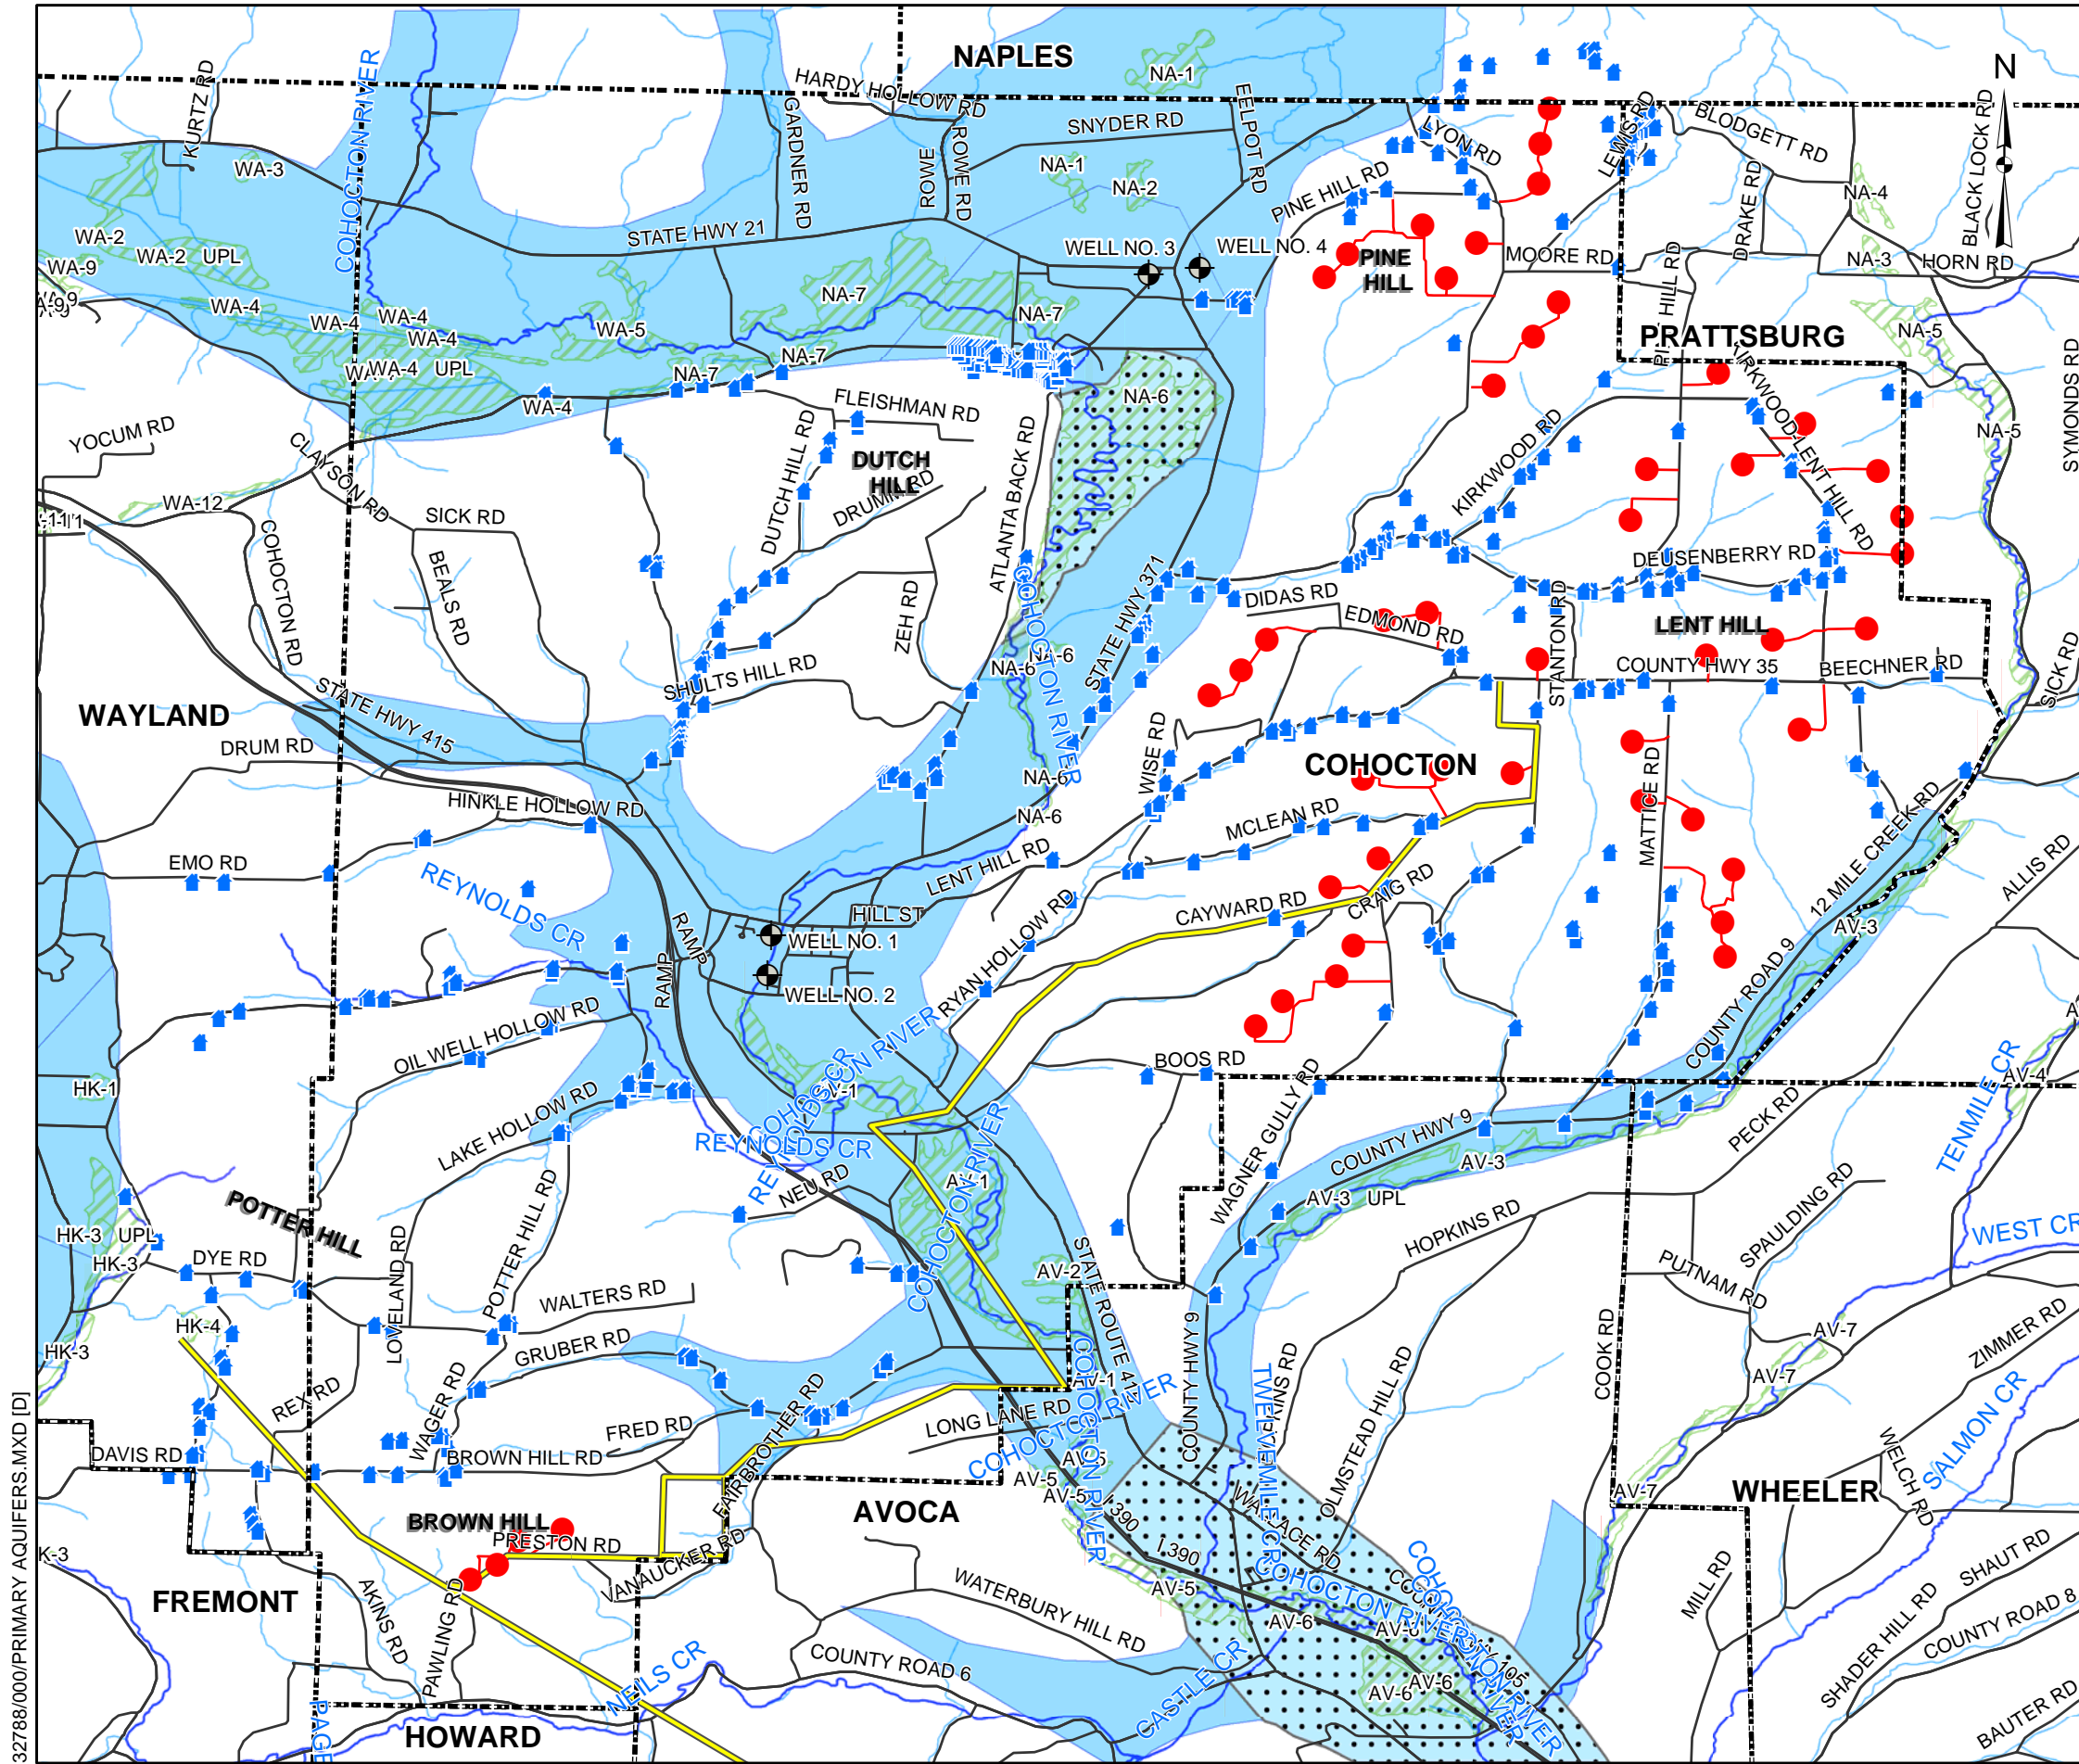 NAPLES
N
HARDY HOLLOW RD
KURTZ RD
COHOCTON RIVER
GARDNER RD
ROWE
ROWE RD
SNYDER RD
EELPOT RD
NA-1
LYON RD
LEWIS RD
BLODGETT RD
BLACK LOCK RD
WA-3
NA-1
NA-2
PINE HILL RD
DRAKE RD
NA-4
WA-2
WA-2 UPL
WA-9
STATE HWY 21
WELL NO. 3
WELL NO. 4
PINE
HILL
MOORE RD
NA-3
HORN RD
WA-4
WA-4
WA-4
WA-4
WA-5
NA-7
NA-7
NA-7
NA-7
PRATTSBURG
NA-5
SYMONDS RD
WA-4 UPL
WA-4
NA-6
FLEISHMAN RD
DUTCH HILL RD
DUTCH
HILL
ATLANTA BACK RD
YOCUM RD
CLAYSON RD
KIRKWOOD RD
KIRKWOOD-LENT HILL RD
NA-5
WA-12
SICK RD
COHOCTON RD
BEALS RD
ZEH RD
COHOCTON RIVER
STATE HWY 371
DIDAS RD
EDMOND RD
DEUSENBERRY RD
STANTON RD
LENT HILL
NA-6
NA-6
SHULTS HILL RD
COUNTY HWY 35
BEECHNER RD
SICK RD
WAYLAND
STATE HWY 415
DRUM RD
WISE RD
COHOCTON
MATTICE RD
NA-6
HINKLE HOLLOW RD
NA-6
MCLEAN RD
12 MILE CREEK RD
EMO RD
REYNOLDS CR
LENT HILL RD
ALLIS RD
HILL ST
CAYWARD RD
CRAIG RD
AV-3
RAMP
RAMP
WELL NO. 1
WELL NO. 2
RYAN HOLLOW RD
COUNTY ROAD 9
OIL WELL HOLLOW RD
COHOCTON RIVER
BOOS RD
HK-1
LAKE HOLLOW RD
REYNOLDS CR
REYNOLDS CR
NEU RD
AV-1
COHOCTON RIVER
WAGNER GULLY RD
COUNTY HWY 9
AV-3
PECK RD
AV-4
TENMILE CR
POTTER HILL
HK-3 UPL
HK-3
DYE RD
LOVELAND RD
POTTER HILL RD
WALTERS RD
COHOCTON RIVER
AV-2
STATE ROUTE 415
AV-3 UPL
HOPKINS RD
SPAULDING RD
PUTNAM RD
WEST CR
HK-4
HK-3
GRUBER RD
REX RD
WAGER RD
AV-1
COUNTY HWY 9
OLMSTEAD HILL RD
COOK RD
AV-7
ZIMMER RD
AV-7
DAVIS RD
BROWN HILL RD
FRED RD
FAIRBROTHER RD
LONG LANE RD
COHOCTON RIVER
COHOCTON RIVER
TWELVEMILE CR
SALMON CR
WELCH RD
AV-5
AV-5
AV-5
AV-7
WHEELER
BROWN HILL
PRESTON RD
AVOCA
VANAUCKER RD
I 390
I 390
WALLACE RD
FREMONT
AKINS RD
PAWLING RD
WATERBURY HILL RD
AV-5
COHOCTON RIVER
AV-6
AV-6
MILL RD
SHAUT RD
SHADER HILL RD
COUNTY ROAD 8
NEILS CR
COUNTY ROAD 6
CASTLE CR
AV-6
AV-6
BAUTER RD
HOWARD
32788/000/PRIMARY AQUIFERS.MXD [D]